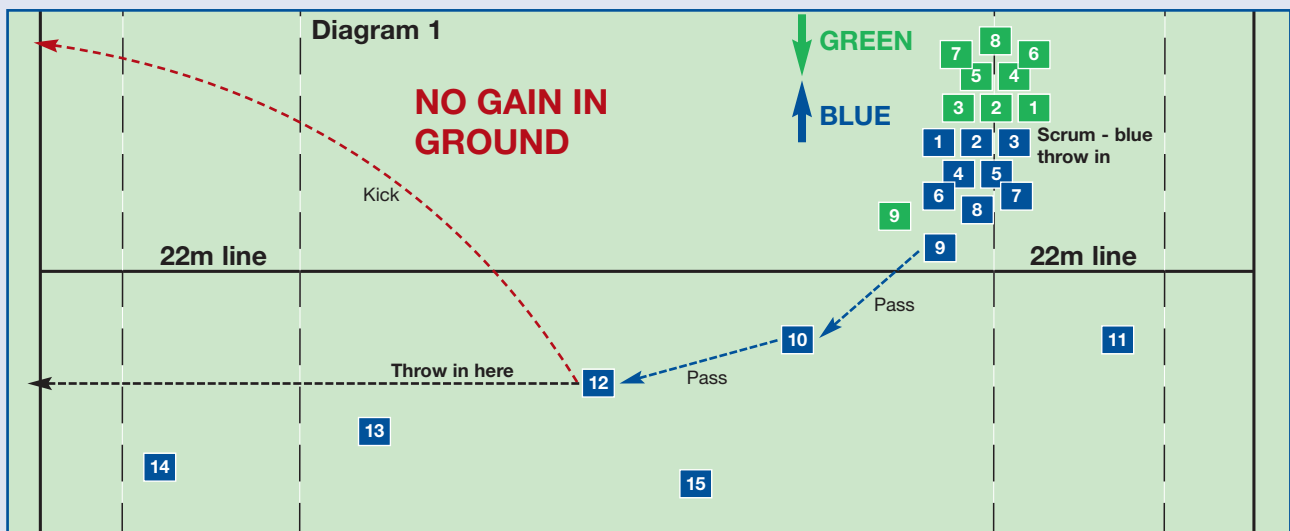 Diagram 1
NO GAIN IN
GROUND
GREEN
BLUE
8
7
6
5
4
3
2
1
1
2
3
Scrum - blue
throw in
4
5
6
7
8
9
9
Kick
22m line
22m line
Pass
10
11
Throw in here
12
Pass
13
14
15